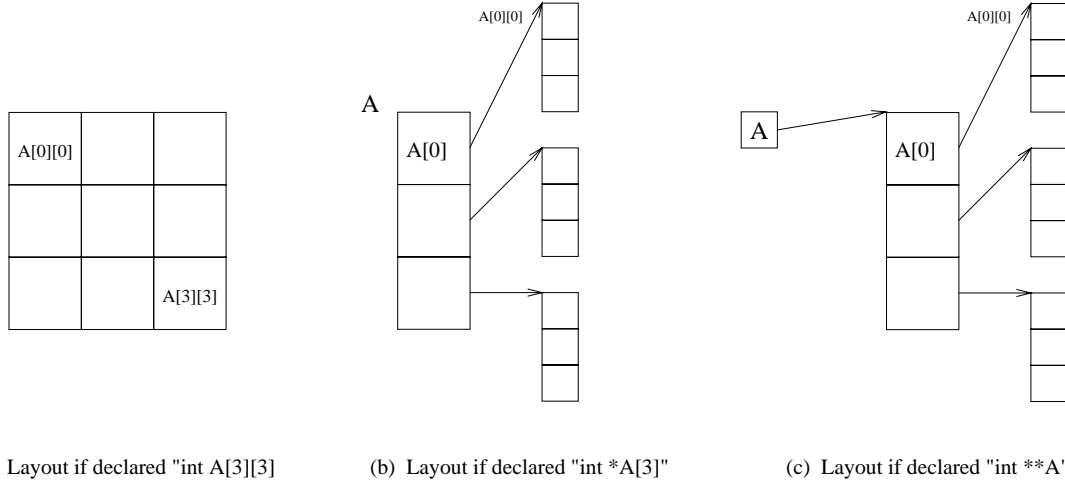 A[0][0]
A[0][0]
A
A[0][0]
A[0]
A
A[0]
A[3][3]
Layout if declared "int A[3][3]
(b) Layout if declared "int *A[3]"
(c) Layout if declared "int **A"